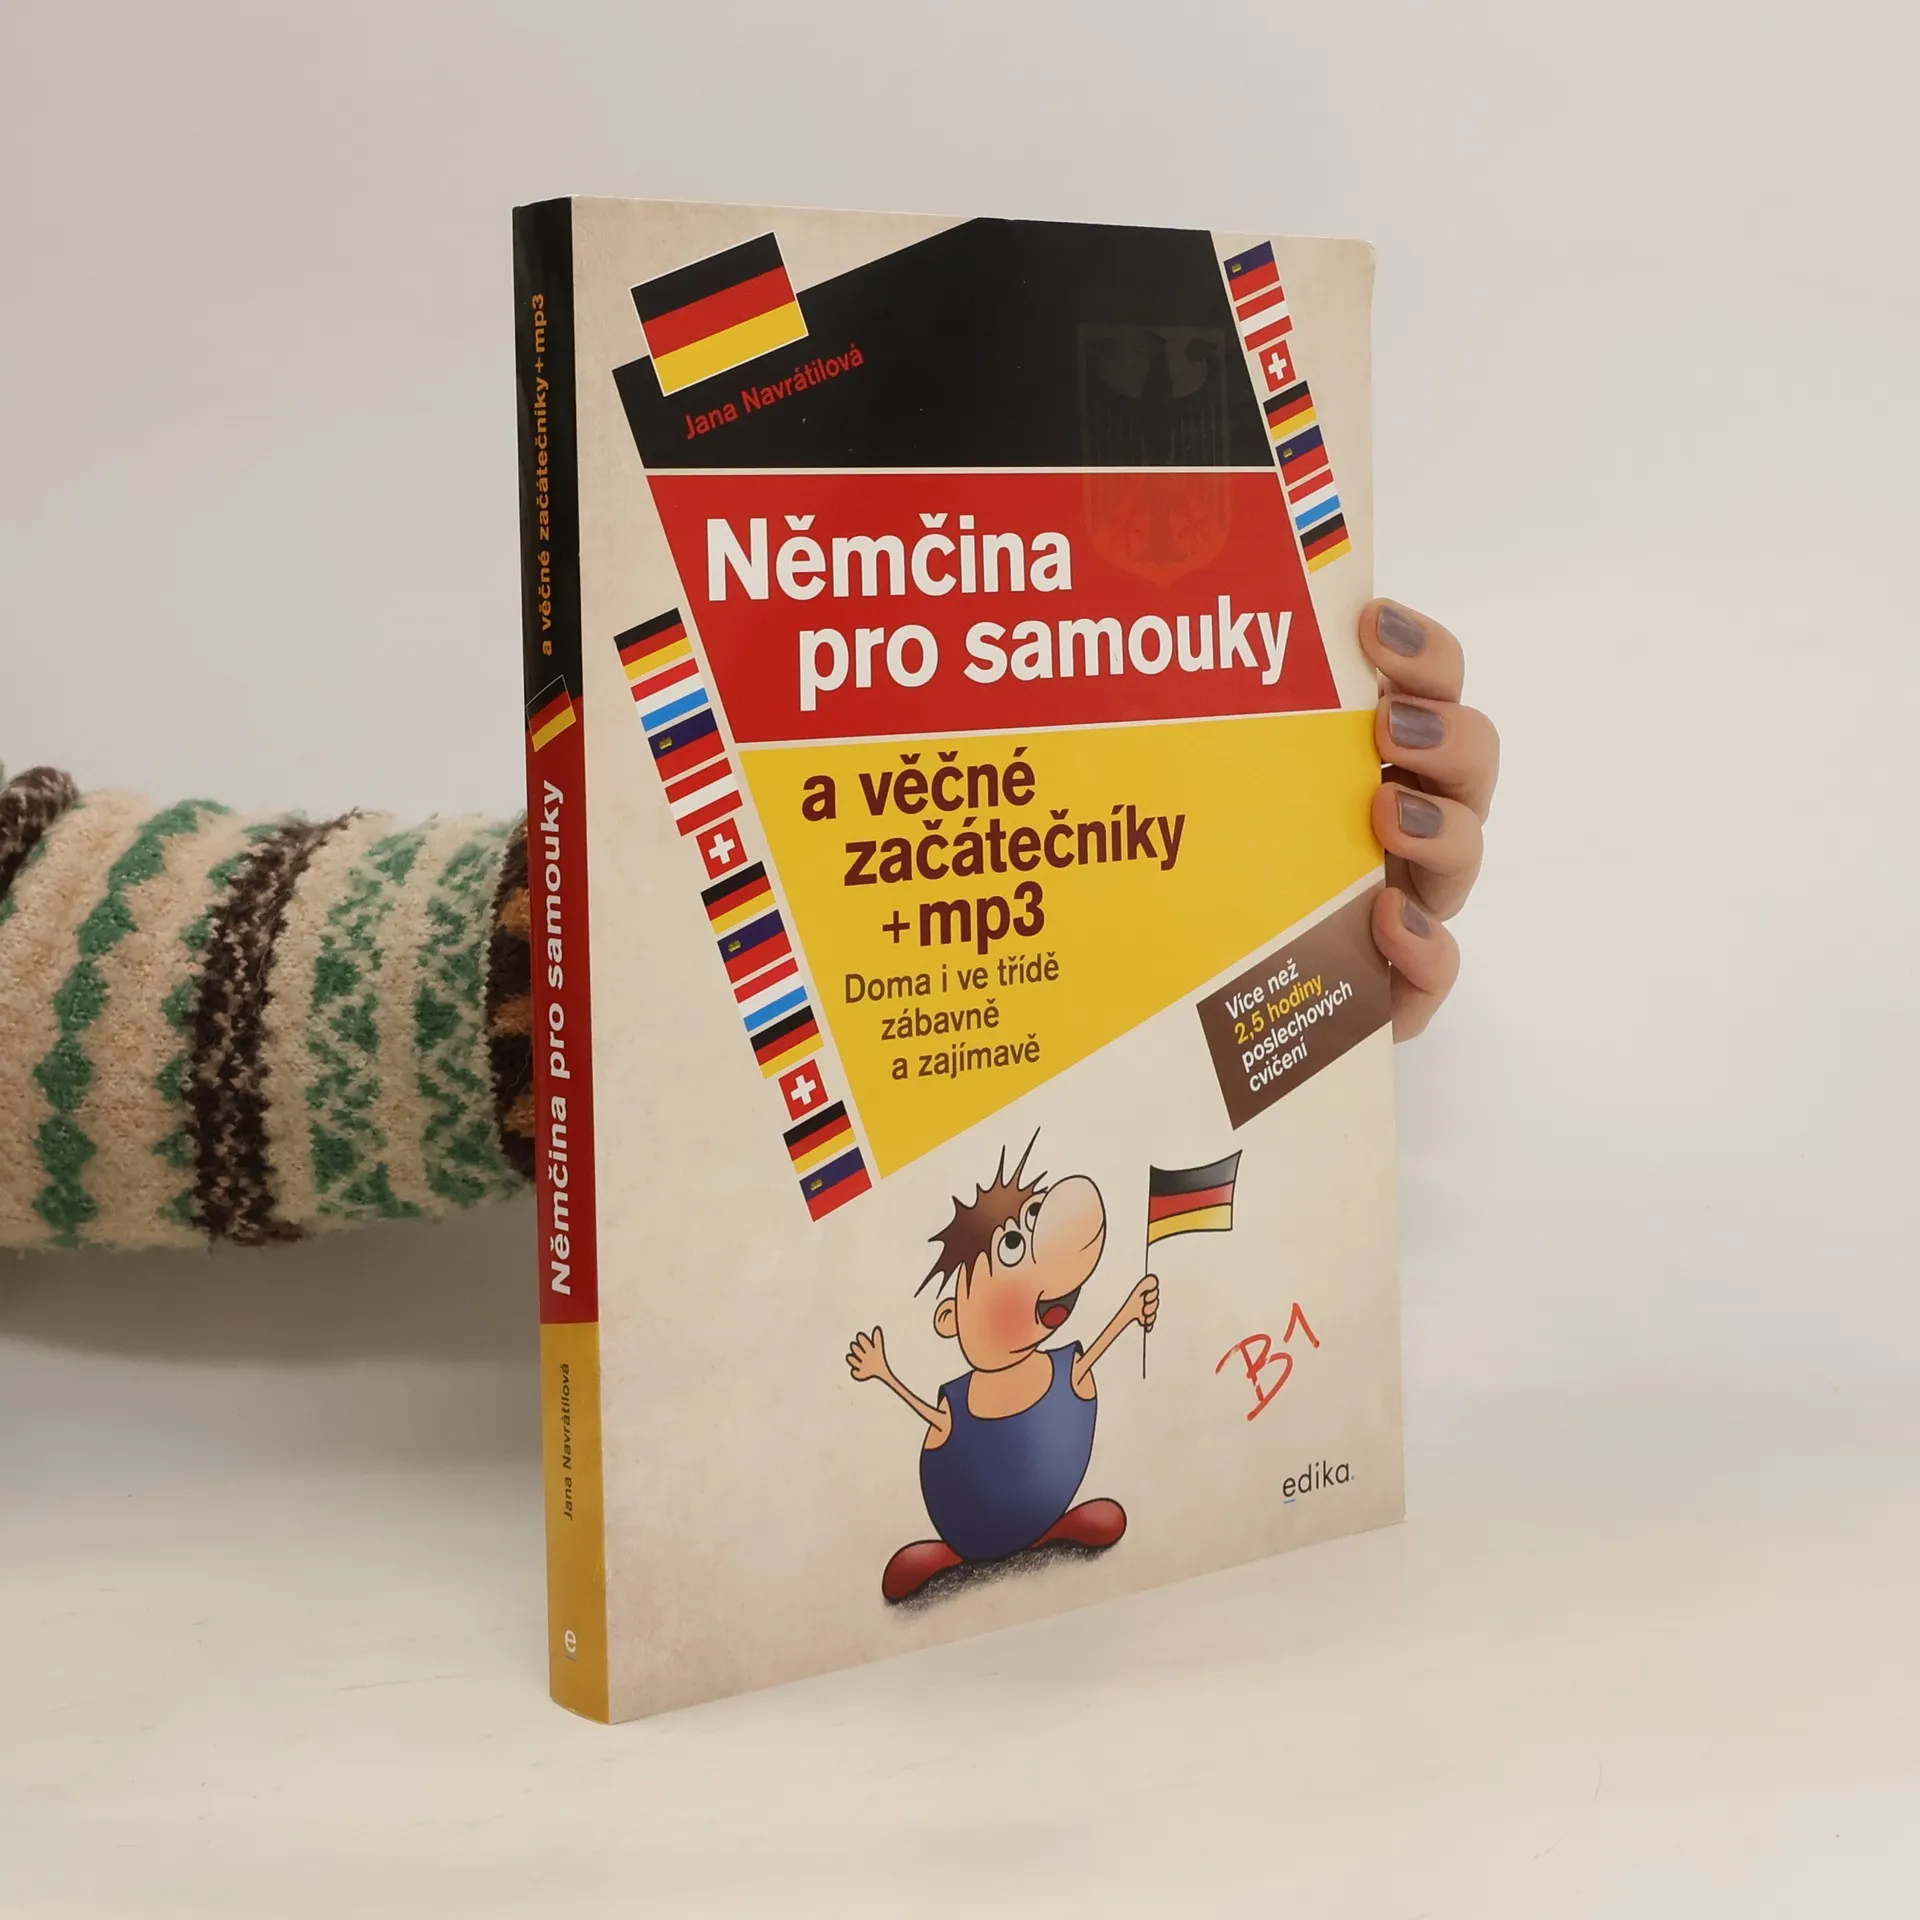 Jana Navrátilová
Němčina
pro samouky
a věčné
začátečníky
+mp3
Doma i ve třídě
zábavně
a zajímavě
Více než
2,5 hodiny
poslechových
cvičení
B1
edika.
Němčina pro samouky a věčné začátečníky+mp3
Jana Navrátilová
e